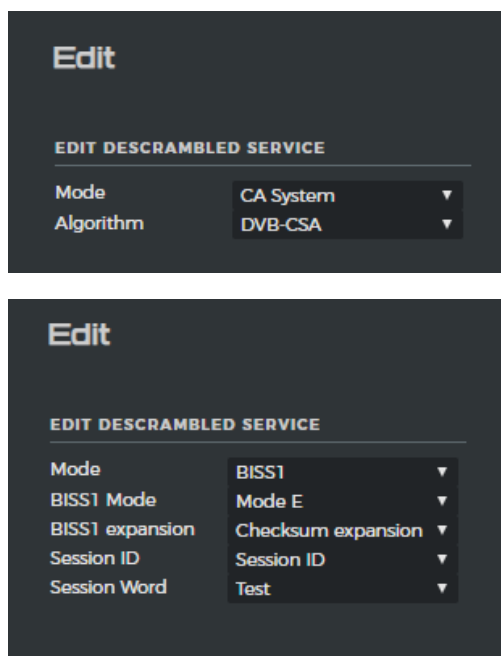 Edit
EDIT DESCRAMBLED SERVICE
Mode CA System
Algorithm DVB-CSA
Edit
EDIT DESCRAMBLED SERVICE
Mode BISS1
BISS1 Mode Mode E
BISS1 expansion Checksum expansion
Session ID Session ID
Session Word Test